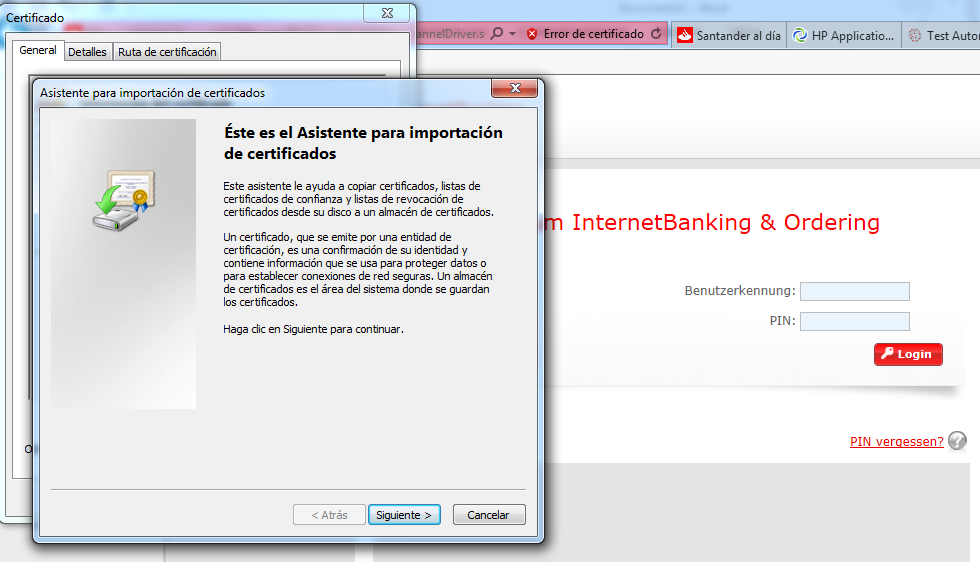 Certificado
General
Detalles
Ruta de certificación
annelDriver.s
Error de certificado
Santander al día
HP Applicatio...
Test Autor
Asistente para importación de certificados
Éste es el Asistente para importación
de certificados
Este asistente le ayuda a copiar certificados, listas de
certificados de confianza y listas de revocación de
certificados desde su disco a un almacén de certificados.
Un certificado, que se emite por una entidad de
certificación, es una confirmación de su identidad y
contiene información que se usa para proteger datos o
para establecer conexiones de red seguras. Un almacén
de certificados es el área del sistema donde se guardan
los certificados.
Haga clic en Siguiente para continuar.
< Atrás
Siguiente >
Cancelar
m InternetBanking & Ordering
Benutzerkennung:
PIN:
Login
PIN vergessen?
?